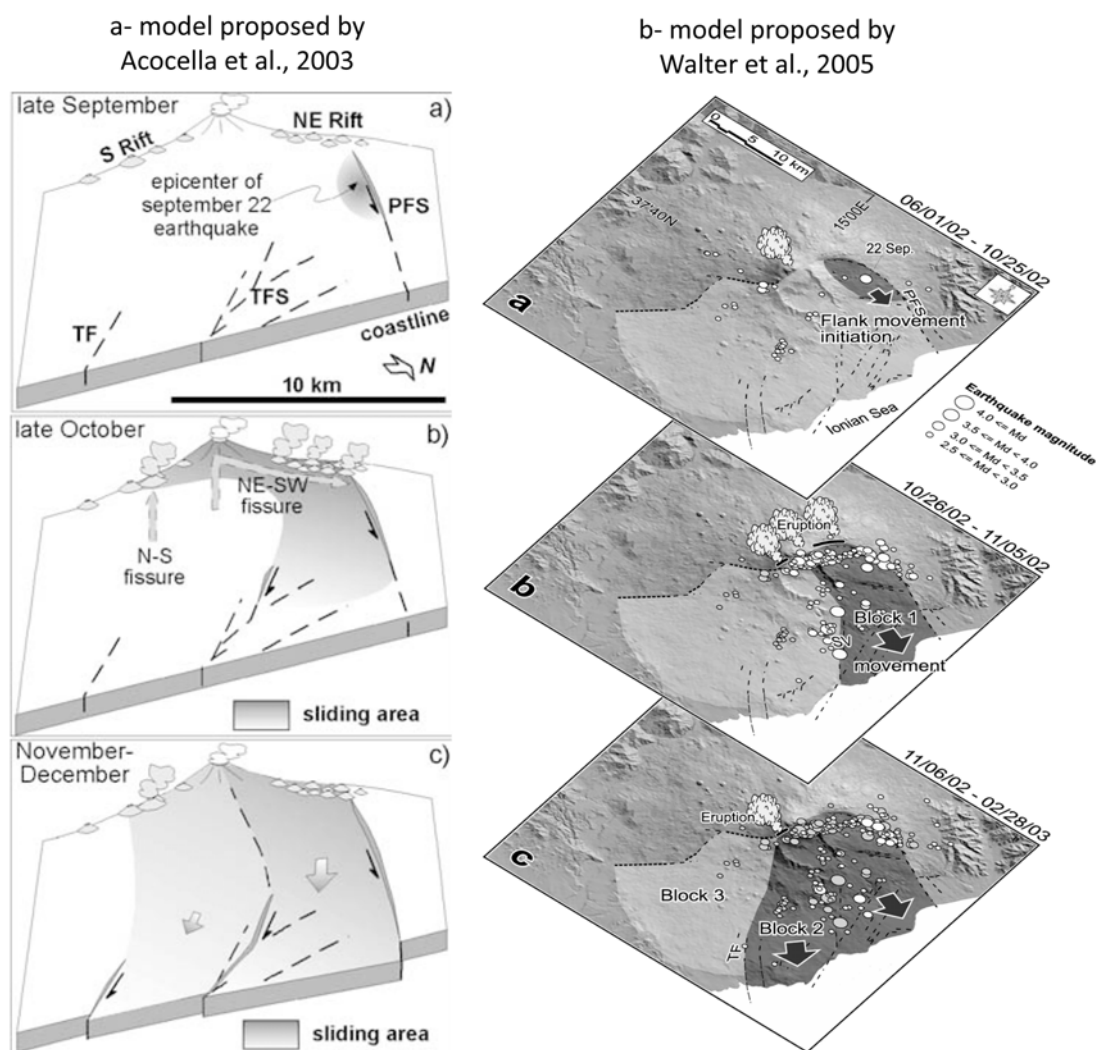 a- model proposed by
Acocella et al., 2003
late September
a)
S Rift
NE Rift
epicenter of
september 22
earthquake
PFS
TFS
TF
coastline
N
10 km
late October
b)
NE-SW
fissure
N-S
fissure
sliding area
November-
December
c)
sliding area
b- model proposed by
Walter et al., 2005
0
5
10 km
37°40N
15°00E
06/01/02 - 10/25/02
22 Sep.
PFS
a
Flank movement
initiation
Ionian Sea
Earthquake magnitude
4.0 <= Md
3.5 <= Md < 4.0
3.0 <= Md < 3.5
2.5 <= Md < 3.0
10/26/02 - 11/05/02
Eruption
b
Block 1
SV
movement
11/06/02 - 02/28/03
Eruption
c
Block 3
Block 2
TF